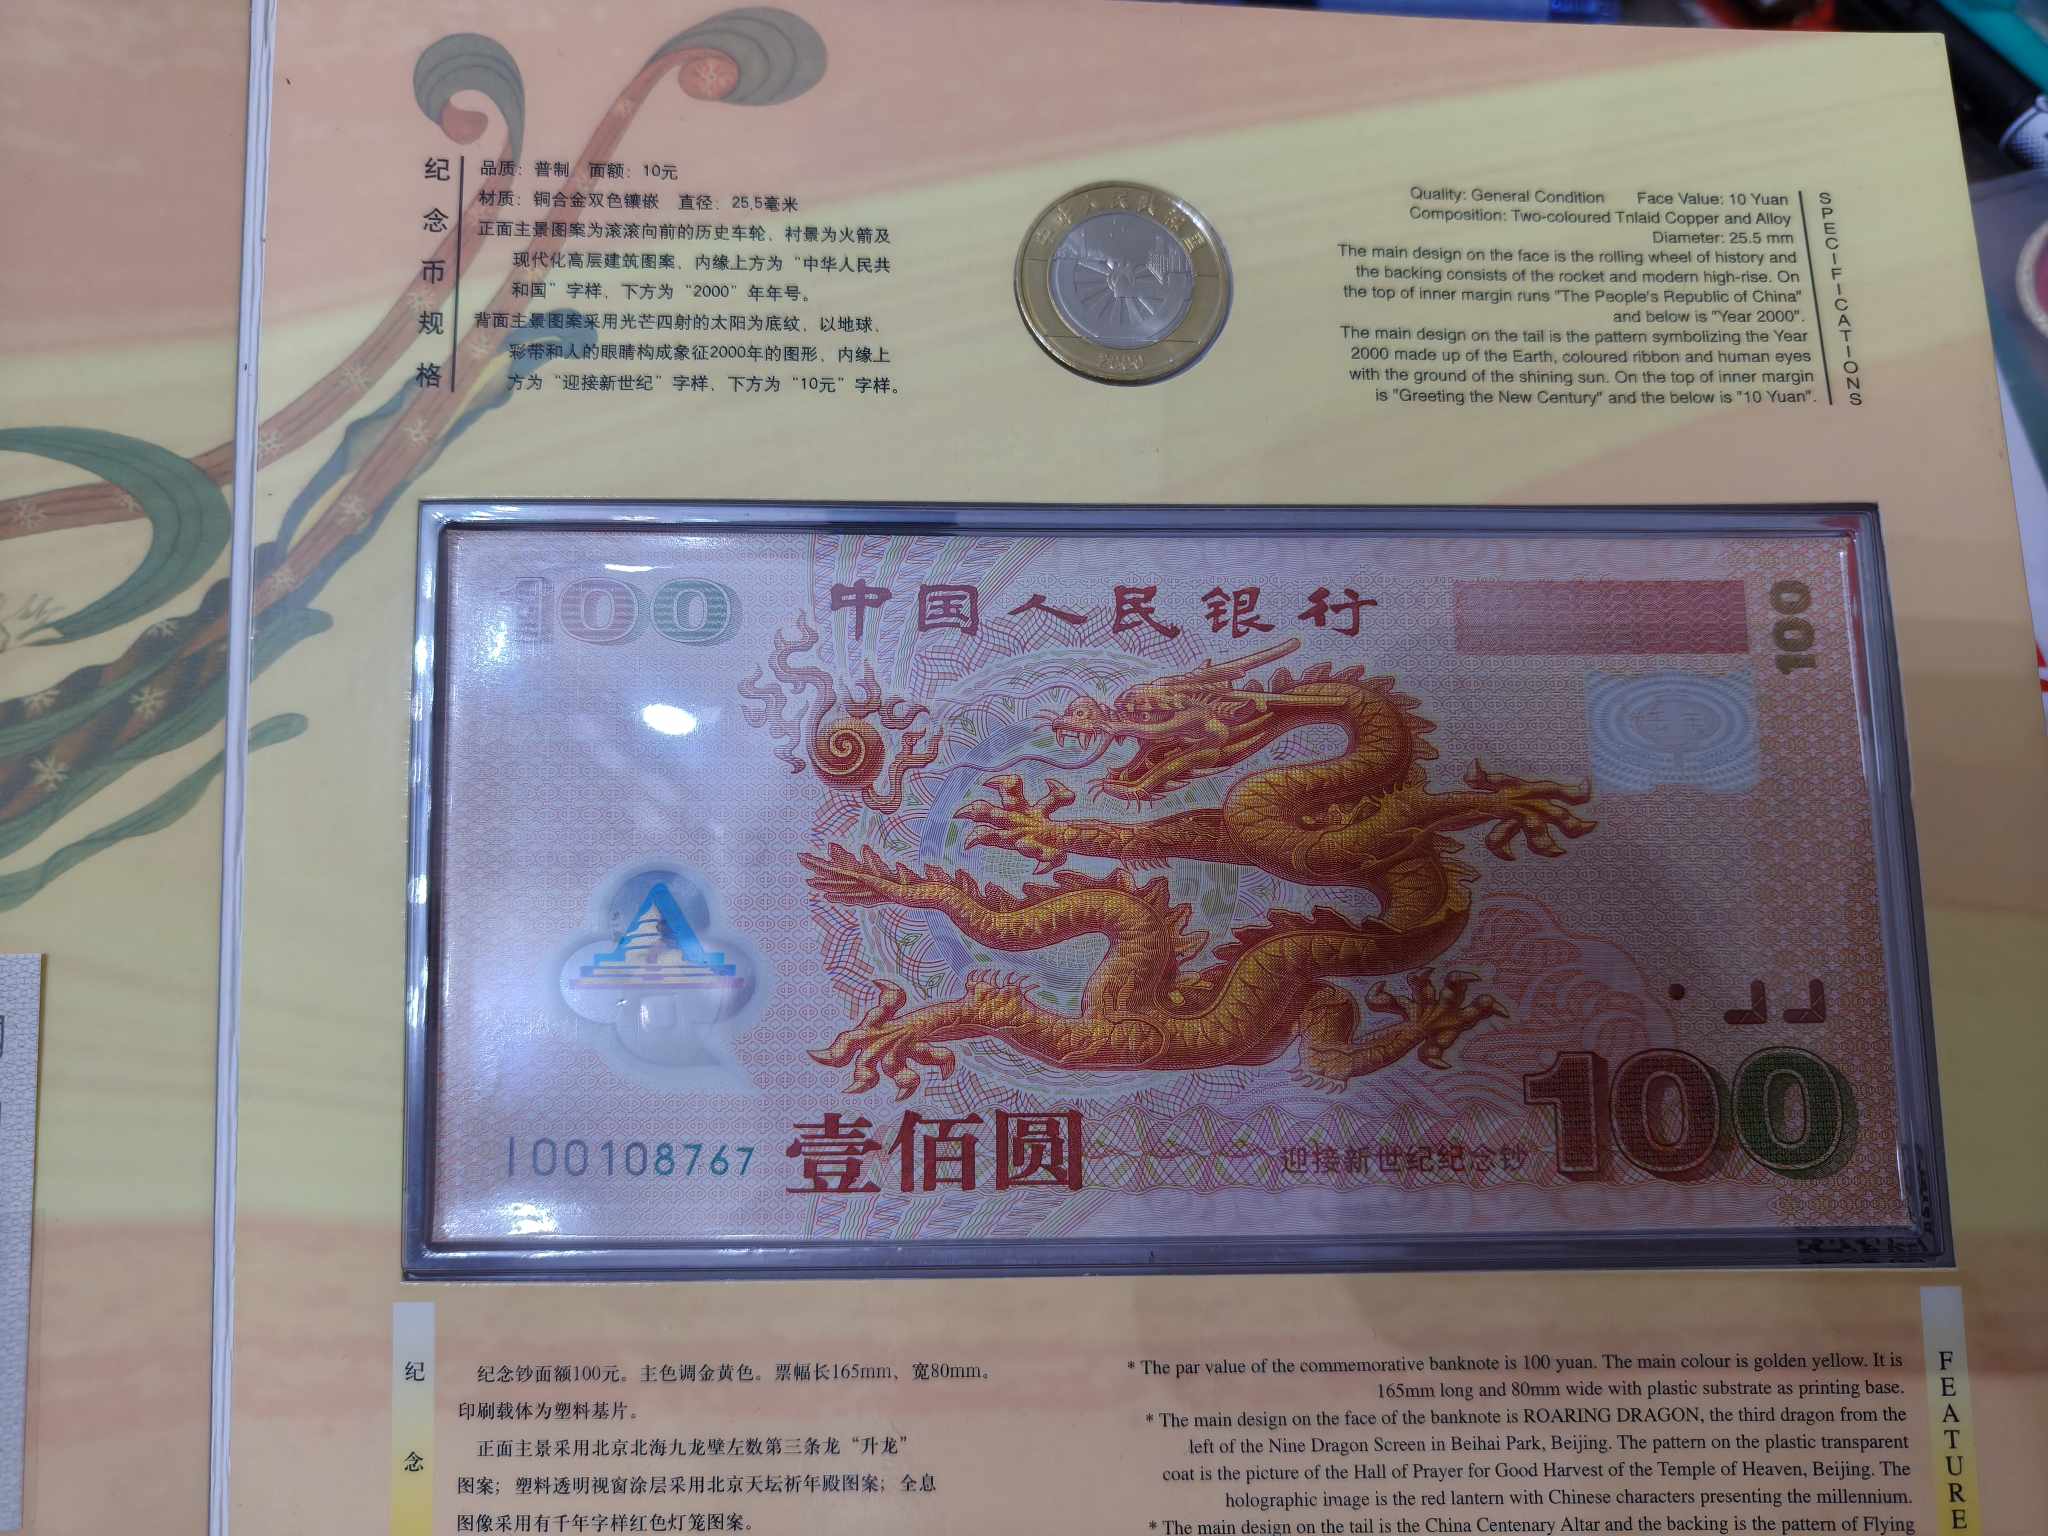 纪念币规格
品质：普制 面额：10元
材质：铜合金双色镶嵌 直径：25.5毫米
正面主景图案为滚滚向前的历史车轮、村景为火箭及
现代化高层建筑图案、内缘上方为“中华人民共
和国”字样、下方为“2000”年年号。
背面主景图案采用光芒四射的太阳为底纹、以地球、
彩带和人的眼睛构成象征2000年的图形、内缘上
方为“迎接新世纪”字样、下方为“10元”字样。
中华人民共和国
2000
Quality: General Condition Face Value: 10 Yuan
Composition: Two-coloured Tnlaid Copper and Alloy
Diameter: 25.5 mm
The main design on the face is the rolling wheel of history and
the backing consists of the rocket and modern high-rise. On
the top of inner margin runs "The People's Republic of China"
and below is "Year 2000".
The main design on the tail is the pattern symbolizing the Year
2000 made up of the Earth, coloured ribbon and human eyes
with the ground of the shining sun. On the top of inner margin
is "Greeting the New Century" and the below is "10 Yuan".
SPECIFICATIONS
100
中国人民银行
100
I00108767
壹佰圆
迎接新世纪纪念钞
100
纪念
纪念钞面额100元。主色调金黄色。票幅长165mm、宽80mm。
印刷载体为塑料基片。
正面主景采用北京北海九龙壁左数第三条龙“升龙”
图案；塑料透明视窗涂层采用北京天坛祈年殿图案；全息
图像采用有千年字样红色灯笼图案。
* The par value of the commemorative banknote is 100 yuan. The main colour is golden yellow. It is
165mm long and 80mm wide with plastic substrate as printing base.
* The main design on the face of the banknote is ROARING DRAGON, the third dragon from the
left of the Nine Dragon Screen in Beihai Park, Beijing. The pattern on the plastic transparent
coat is the picture of the Hall of Prayer for Good Harvest of the Temple of Heaven, Beijing. The
holographic image is the red lantern with Chinese characters presenting the millennium.
* The main design on the tail is the China Centenary Altar and the backing is the pattern of Flying
FEATURE